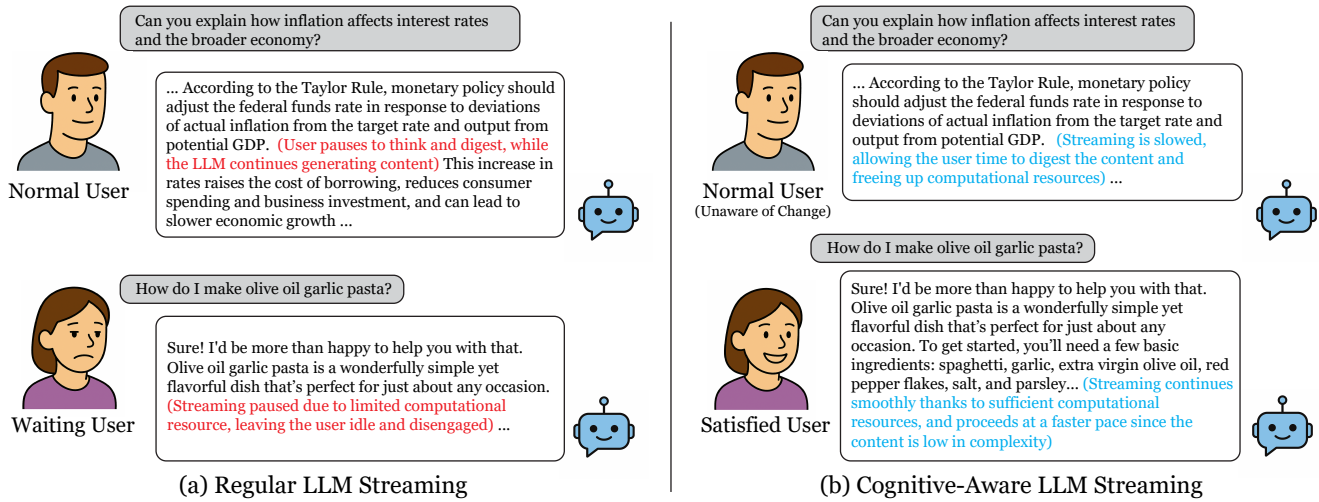 Can you explain how inflation affects interest rates
and the broader economy?
... According to the Taylor Rule, monetary policy should
adjust the federal funds rate in response to deviations
of actual inflation from the target rate and output from
potential GDP.  (User pauses to think and digest, while
the LLM continues generating content) This increase in
rates raises the cost of borrowing, reduces consumer
spending and business investment, and can lead to
slower economic growth ...
Normal User
How do I make olive oil garlic pasta?
Sure! I'd be more than happy to help you with that.
Olive oil garlic pasta is a wonderfully simple yet
flavorful dish that's perfect for just about any occasion.
(Streaming paused due to limited computational
resource, leaving the user idle and disengaged) ...
Waiting User
(a) Regular LLM Streaming
Can you explain how inflation affects interest rates
and the broader economy?
... According to the Taylor Rule, monetary policy
should adjust the federal funds rate in response to
deviations of actual inflation from the target rate and
output from potential GDP.   (Streaming is slowed,
allowing the user time to digest the content and
freeing up computational resources) ...
Normal User
(Unaware of Change)
How do I make olive oil garlic pasta?
Sure! I'd be more than happy to help you with that.
Olive oil garlic pasta is a wonderfully simple yet
flavorful dish that's perfect for just about any
occasion. To get started, you'll need a few basic
ingredients: spaghetti, garlic, extra virgin olive oil, red
pepper flakes, salt, and parsley... (Streaming continues
smoothly thanks to sufficient computational
resources, and proceeds at a faster pace since the
content is low in complexity)
Satisfied User
(b) Cognitive-Aware LLM Streaming